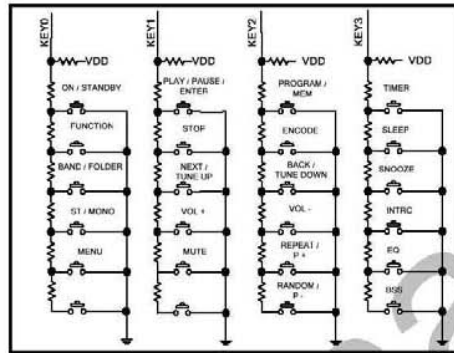 KEY0
VDD
ON / STANDBY
FUNCTION
BAND / FOLDER
ST / MONO
MENU
KEY1
VDD
PLAY / PAUSE /
ENTER
STOP
NEXT /
TUNE UP
VOL +
MUTE
KEY2
VDD
PROGRAM /
MEM
ENCODE
BACK /
TUNE DOWN
VOL -
REPEAT /
P +
RANDOM /
P -
KEY3
VDD
TIMER
SLEEP
SNOOZE
INTRC
EQ
BSS